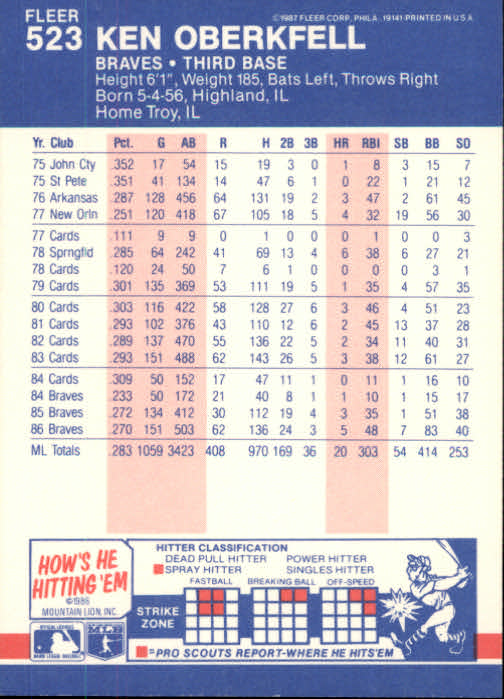 FLEER
©1987 FLEER CORP., PHILA. 19141-PRINTED IN U.S.A.
523 KEN OBERKFELL
BRAVES • THIRD BASE
Height 6'1", Weight 185, Bats Left, Throws Right
Born 5-4-56, Highland, IL
Home Troy, IL
Yr. Club Pct. G AB R H 2B 3B HR RBI SB BB SO
75 John Cty .352 17 54 15 19 3 0 1 8 3 15 7
75 St Pete .351 41 134 14 47 6 1 0 22 1 21 12
76 Arkansas .287 128 456 64 131 19 2 3 47 2 61 45
77 New Orln .251 120 418 67 105 18 5 4 32 19 56 30
77 Cards .111 9 9 0 1 0 0 0 1 0 0 3
78 Sprngfld .285 64 242 41 69 13 4 6 38 6 27 21
78 Cards .120 24 50 7 6 1 0 0 0 0 3 1
79 Cards .301 135 369 53 111 19 5 1 35 4 57 35
80 Cards .303 116 422 58 128 27 6 3 46 4 51 23
81 Cards .293 102 376 43 110 12 6 2 45 13 37 28
82 Cards .289 137 470 55 136 22 5 2 34 11 40 31
83 Cards .293 151 488 62 143 26 5 3 38 12 61 27
84 Cards .309 50 152 17 47 11 1 0 11 1 16 10
84 Braves .233 50 172 21 40 8 1 1 10 1 15 17
85 Braves .272 134 412 30 112 19 4 3 35 1 51 38
86 Braves .270 151 503 62 136 24 3 5 48 7 83 40
ML Totals .283 1059 3423 408 970 169 36 20 303 54 414 253
HOW'S HE
HITTING 'EM
©1986
MOUNTAIN LION, INC.
HITTER CLASSIFICATION
DEAD PULL HITTER POWER HITTER
SPRAY HITTER SINGLES HITTER
FASTBALL BREAKING BALL OFF-SPEED
STRIKE
ZONE
=PRO SCOUTS REPORT-WHERE HE HITS'EM